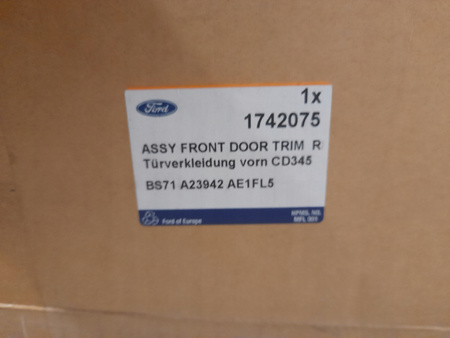 Ford
1x
1742075
ASSY FRONT DOOR TRIM R
Türverkleidung vorn CD345
BS71 A23942 AE1FL5
Ford of Europe